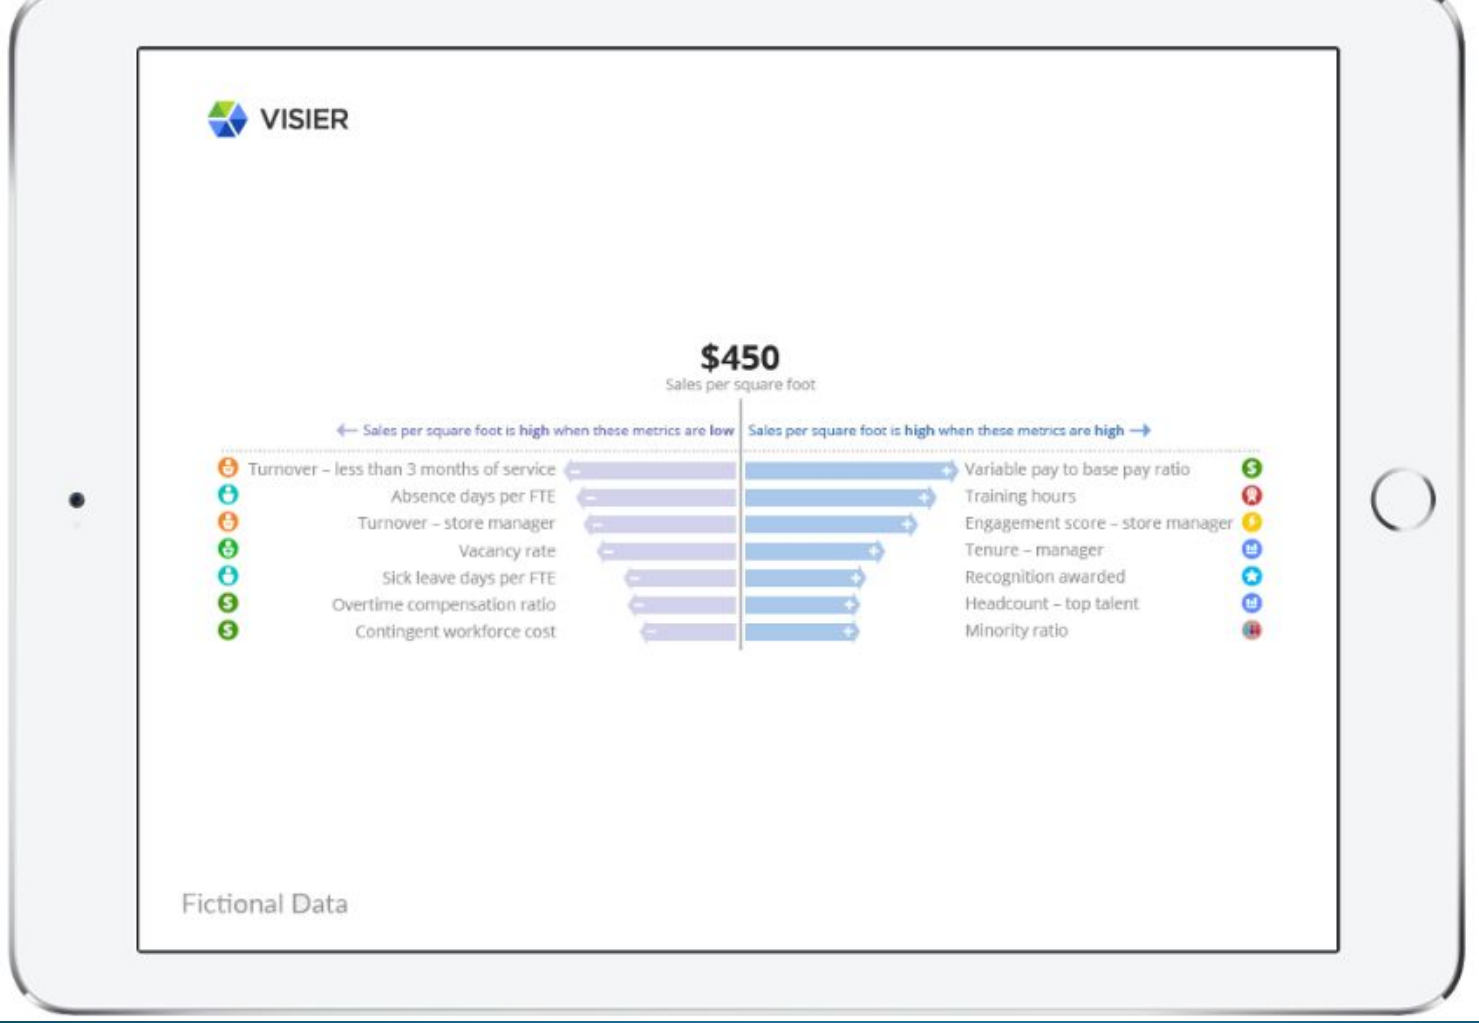 VISIER
$450
Sales per square foot
← Sales per square foot is high when these metrics are low
Sales per square foot is high when these metrics are high →
Turnover – less than 3 months of service
Variable pay to base pay ratio
Absence days per FTE
Training hours
Turnover – store manager
Engagement score – store manager
Vacancy rate
Tenure – manager
Sick leave days per FTE
Recognition awarded
Overtime compensation ratio
Headcount – top talent
Contingent workforce cost
Minority ratio
Fictional Data